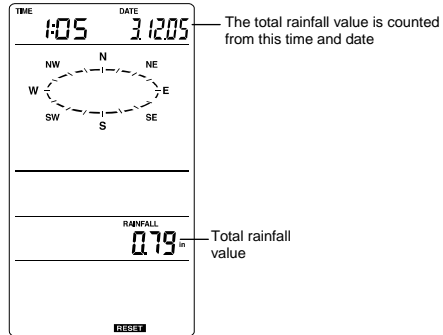 TIME DATE
1:05 3.12.05
The total rainfall value is counted
from this time and date
N
NW NE
W E
SW SE
S
RAINFALL
0.79 in
Total rainfall
value
RESET